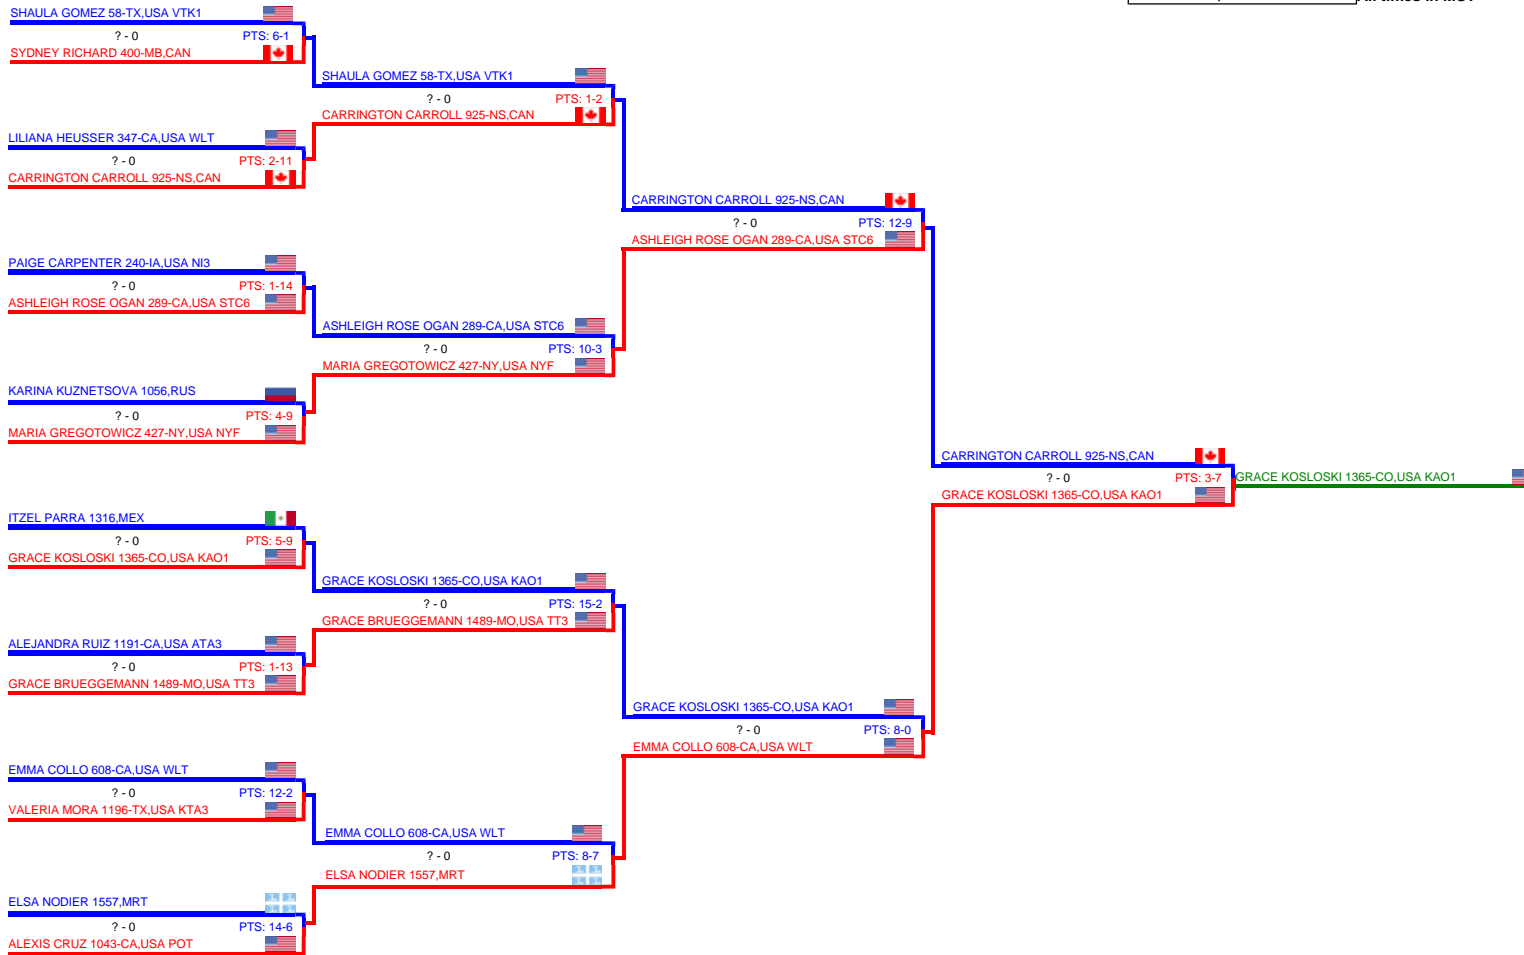 SHAULA GOMEZ 58-TX,USA VTK1
? - 0 PTS: 6-1
SYDNEY RICHARD 400-MB,CAN
SHAULA GOMEZ 58-TX,USA VTK1
? - 0 PTS: 1-2
CARRINGTON CARROLL 925-NS,CAN
LILIANA HEUSSER 347-CA,USA WLT
? - 0 PTS: 2-11
CARRINGTON CARROLL 925-NS,CAN
CARRINGTON CARROLL 925-NS,CAN
? - 0 PTS: 12-9
ASHLEIGH ROSE OGAN 289-CA,USA STC6
PAIGE CARPENTER 240-IA,USA NI3
? - 0 PTS: 1-14
ASHLEIGH ROSE OGAN 289-CA,USA STC6
ASHLEIGH ROSE OGAN 289-CA,USA STC6
? - 0 PTS: 10-3
MARIA GREGOTOWICZ 427-NY,USA NYF
KARINA KUZNETSOVA 1056,RUS
? - 0 PTS: 4-9
MARIA GREGOTOWICZ 427-NY,USA NYF
CARRINGTON CARROLL 925-NS,CAN
? - 0 PTS: 3-7
GRACE KOSLOSKI 1365-CO,USA KAO1
GRACE KOSLOSKI 1365-CO,USA KAO1
ITZEL PARRA 1316,MEX
? - 0 PTS: 5-9
GRACE KOSLOSKI 1365-CO,USA KAO1
GRACE KOSLOSKI 1365-CO,USA KAO1
? - 0 PTS: 15-2
GRACE BRUEGGEMANN 1489-MO,USA TT3
ALEJANDRA RUIZ 1191-CA,USA ATA3
? - 0 PTS: 1-13
GRACE BRUEGGEMANN 1489-MO,USA TT3
GRACE KOSLOSKI 1365-CO,USA KAO1
? - 0 PTS: 8-0
EMMA COLLO 608-CA,USA WLT
EMMA COLLO 608-CA,USA WLT
? - 0 PTS: 12-2
VALERIA MORA 1196-TX,USA KTA3
EMMA COLLO 608-CA,USA WLT
? - 0 PTS: 8-7
ELSA NODIER 1557,MRT
ELSA NODIER 1557,MRT
? - 0 PTS: 14-6
ALEXIS CRUZ 1043-CA,USA POT